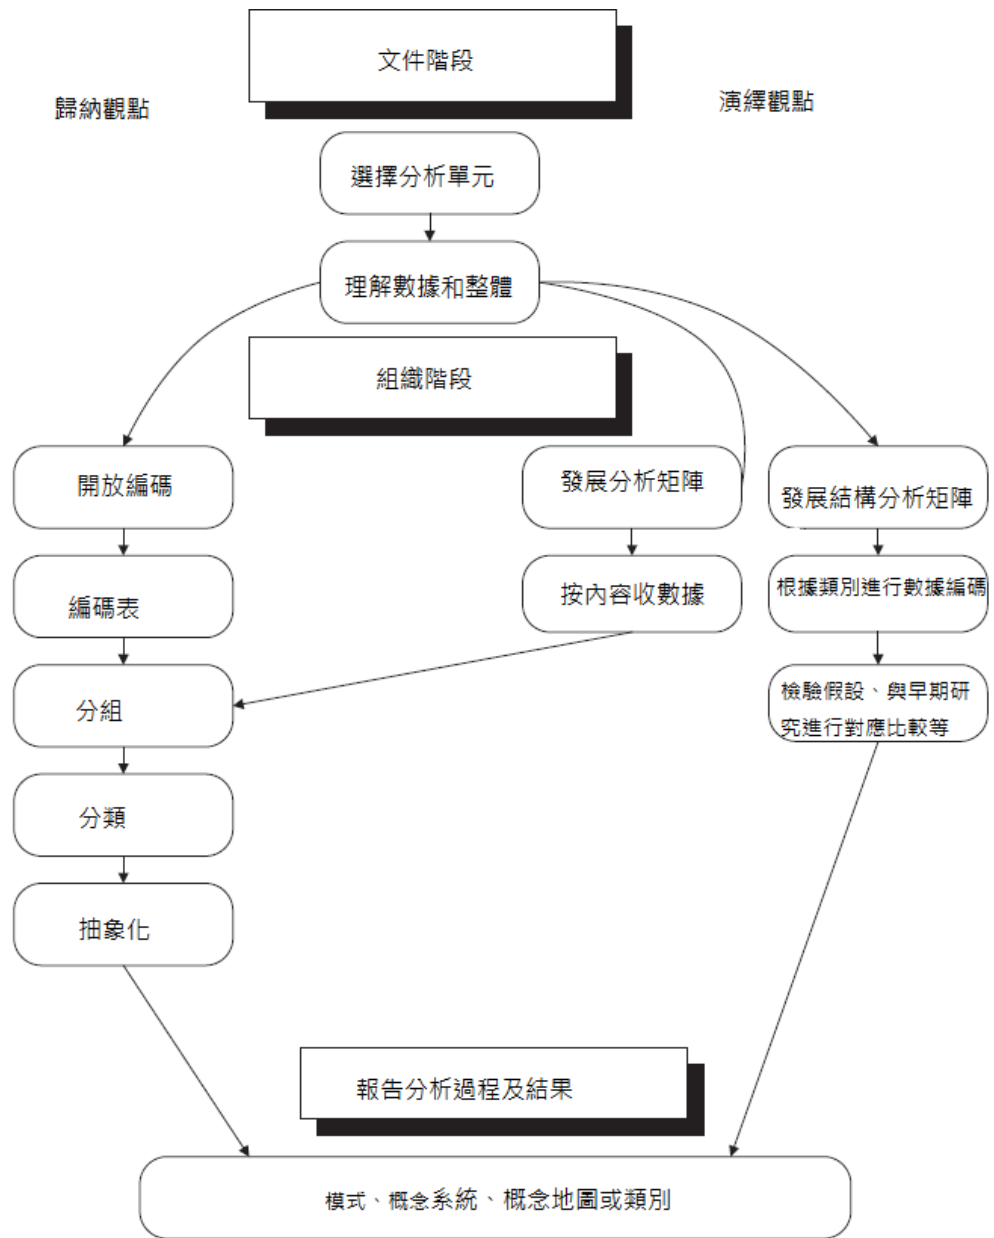 文件階段
歸納觀點
演繹觀點
選擇分析單元
理解數據和整體
組織階段
開放編碼
發展分析矩陣
發展結構分析矩陣
編碼表
按內容收數據
根據類別進行數據編碼
分組
檢驗假設、與早期研
究進行對應比較等
分類
抽象化
報告分析過程及結果
模式、概念系統、概念地圖或類別